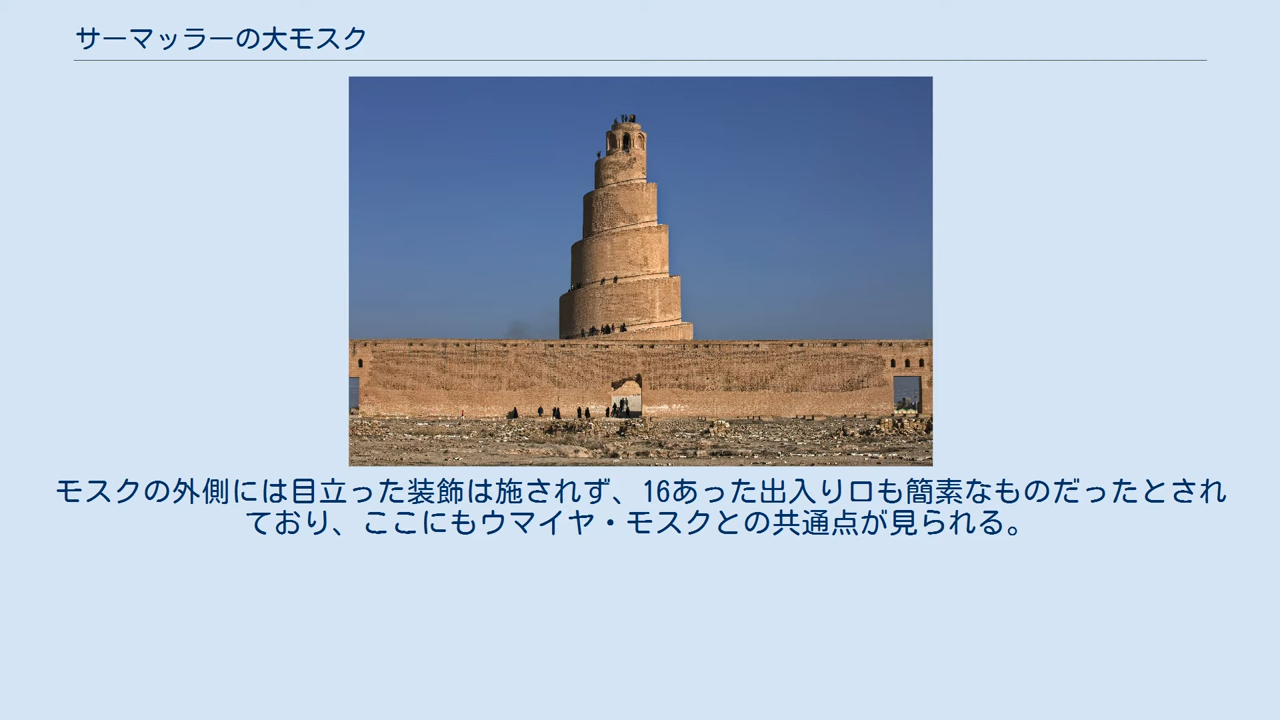 サーマッラーの大モスク
モスクの外側には目立った装飾は施されず、16あった出入り口も簡素なものだったとされ
ており、ここにもウマイヤ・モスクとの共通点が見られる。